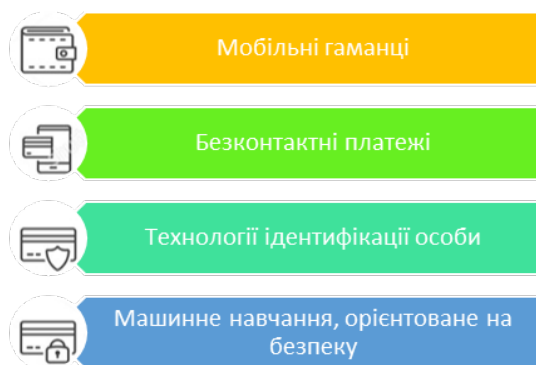 Мобільні гаманці
Безконтактні платежі
Технології ідентифікації особи
Машинне навчання, орієнтоване на
безпеку